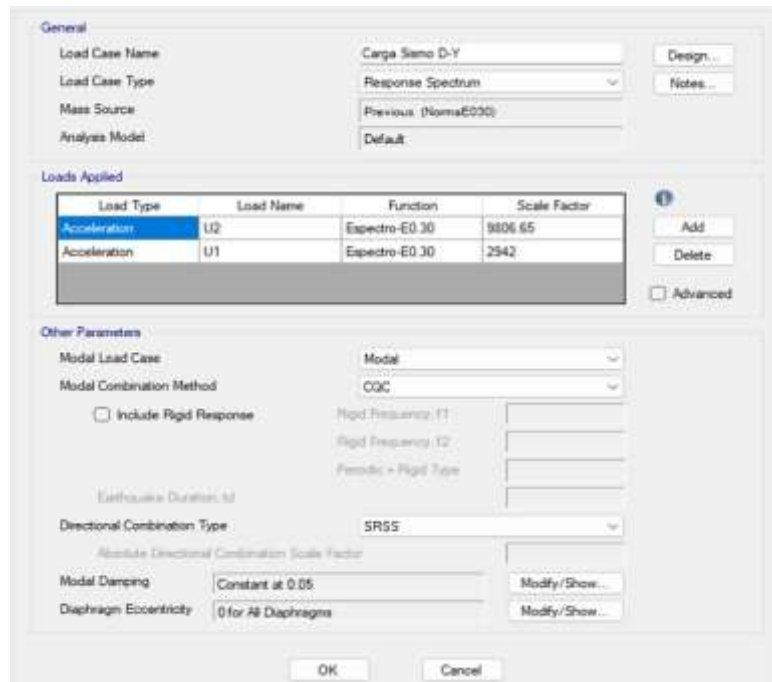 General
Load Case Name Carga Sismo D-Y Design...
Load Case Type Response Spectrum Notes...
Mass Source Previous (NormaE030)
Analysis Model Default
Loads Applied
Load Type Load Name Function Scale Factor
Acceleration U2 Espectro-E0.30 9806.65 Add
Acceleration U1 Espectro-E0.30 2942 Delete
Advanced
Other Parameters
Modal Load Case Modal
Modal Combination Method CQC
Include Rigid Response Rigid Frequency, f1
Rigid Frequency, f2
Periodic + Rigid Type
Earthquake Duration, td
Directional Combination Type SRSS
Absolute Directional Combination Scale Factor
Modal Damping Constant at 0.05 Modify/Show...
Diaphragm Eccentricity 0 for All Diaphragms Modify/Show...
OK Cancel